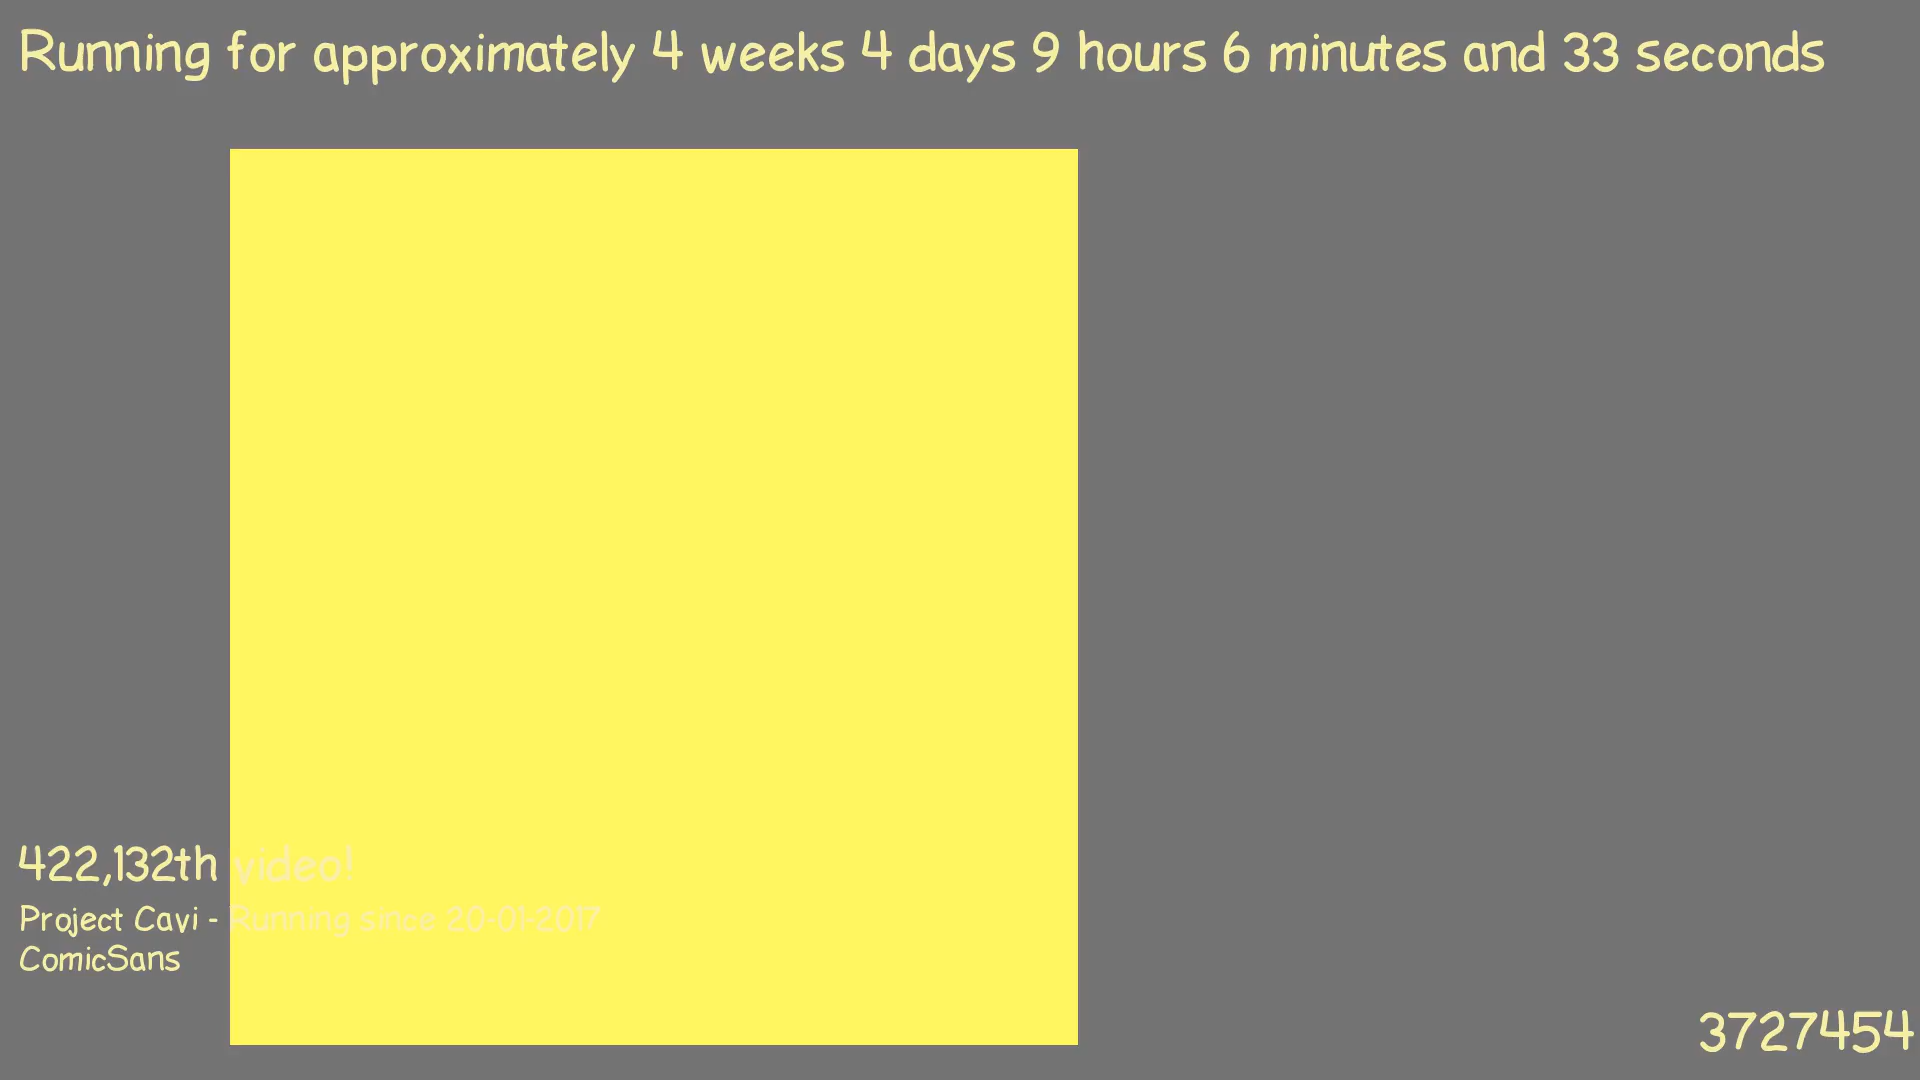 Running for approximately 4 weeks 4 days 9 hours 6 minutes and 33 seconds
422,132th video!
Project Cavi - Running since 20-01-2017
ComicSans
3727454